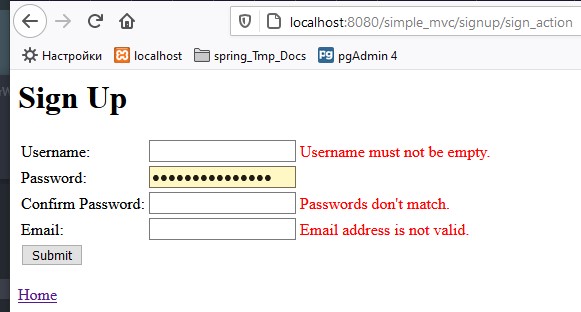 localhost:8080/simple_mvc/signup/sign_action
Настройки localhost spring_Tmp_Docs pgAdmin 4
Sign Up
Username: Username must not be empty.
Password:
Confirm Password: Passwords don't match.
Email: Email address is not valid.
Submit
Home